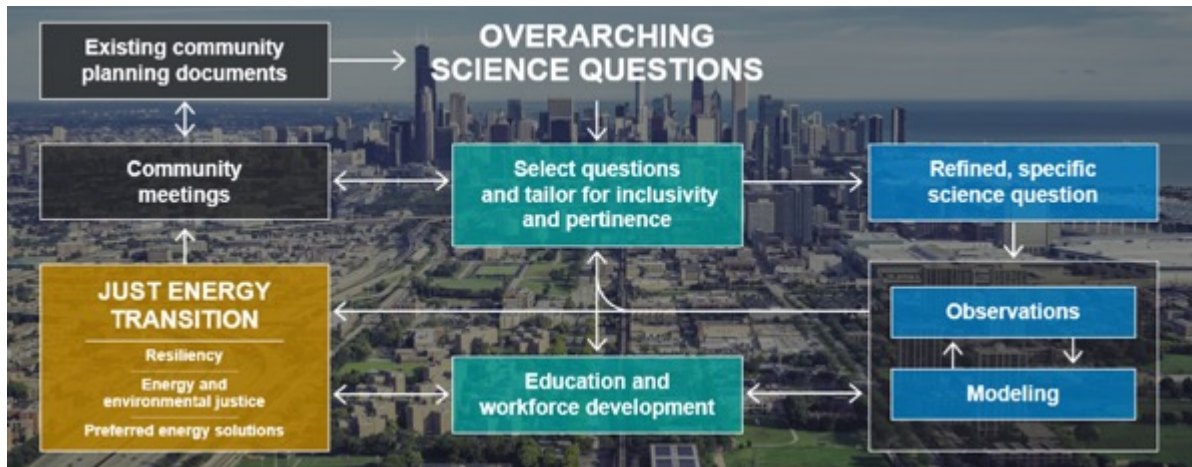 Existing community
planning documents
OVERARCHING
SCIENCE QUESTIONS
Community
meetings
Select questions
and tailor for inclusivity
and pertinence
Refined, specific
science question
JUST ENERGY
TRANSITION
Resiliency
Energy and
environmental justice
Preferred energy solutions
Education and
workforce development
Observations
Modeling